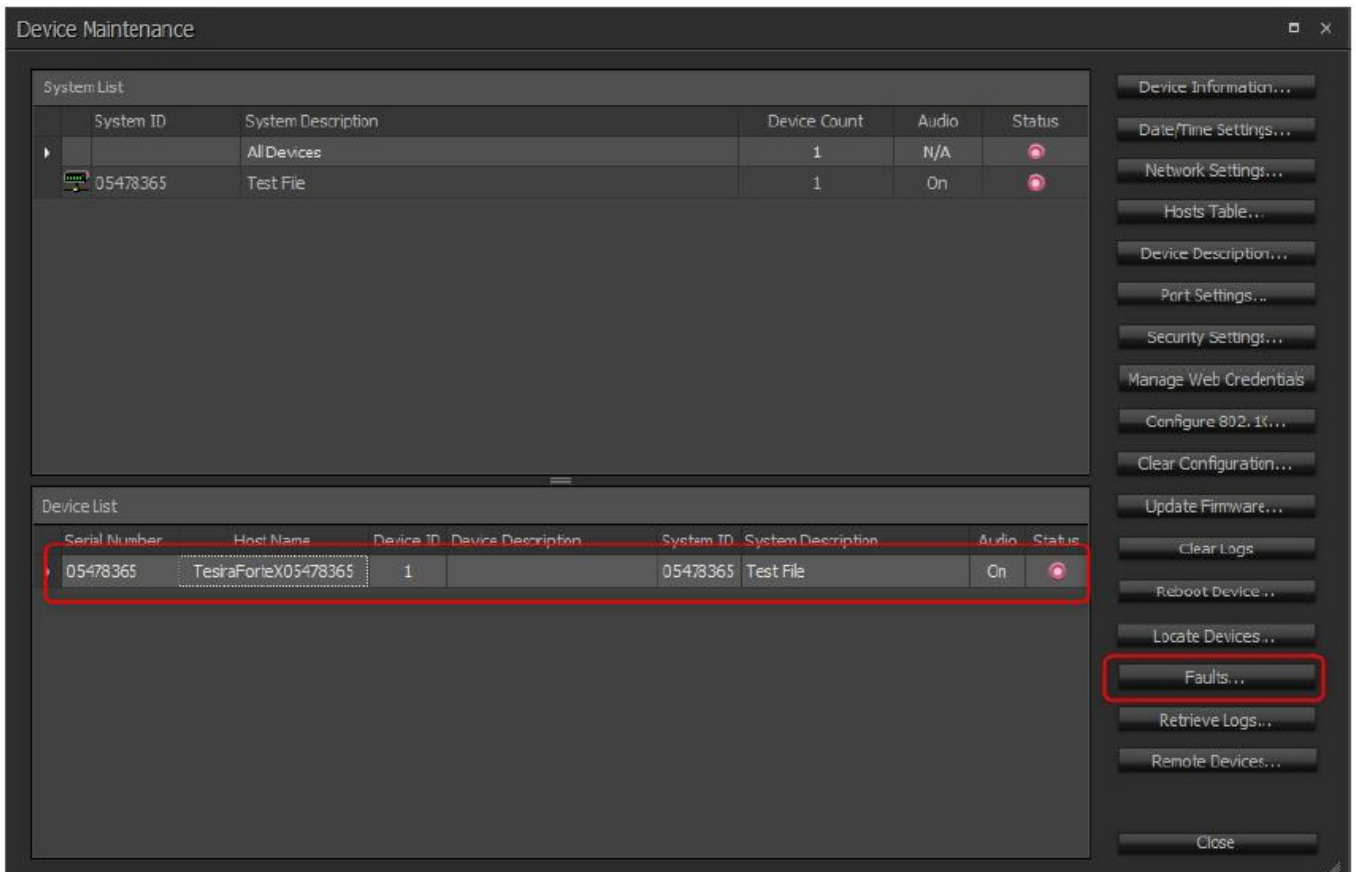 Device Maintenance
System List
System ID System Description Device Count Audio Status
All Devices 1 N/A
05478365 Test File 1 On
Device List
Serial Number Host Name Device ID Device Description System ID System Description Audio Status
05478365 TesiraForteX05478365 1 05478365 Test File On
Device Information...
Date/Time Settings...
Network Settings...
Hosts Table...
Device Description...
Port Settings...
Security Settings...
Manage Web Credentials
Configure 802.1X...
Clear Configuration...
Update Firmware...
Clear Logs
Reboot Device...
Locate Devices...
Faults...
Retrieve Logs...
Remote Devices...
Close